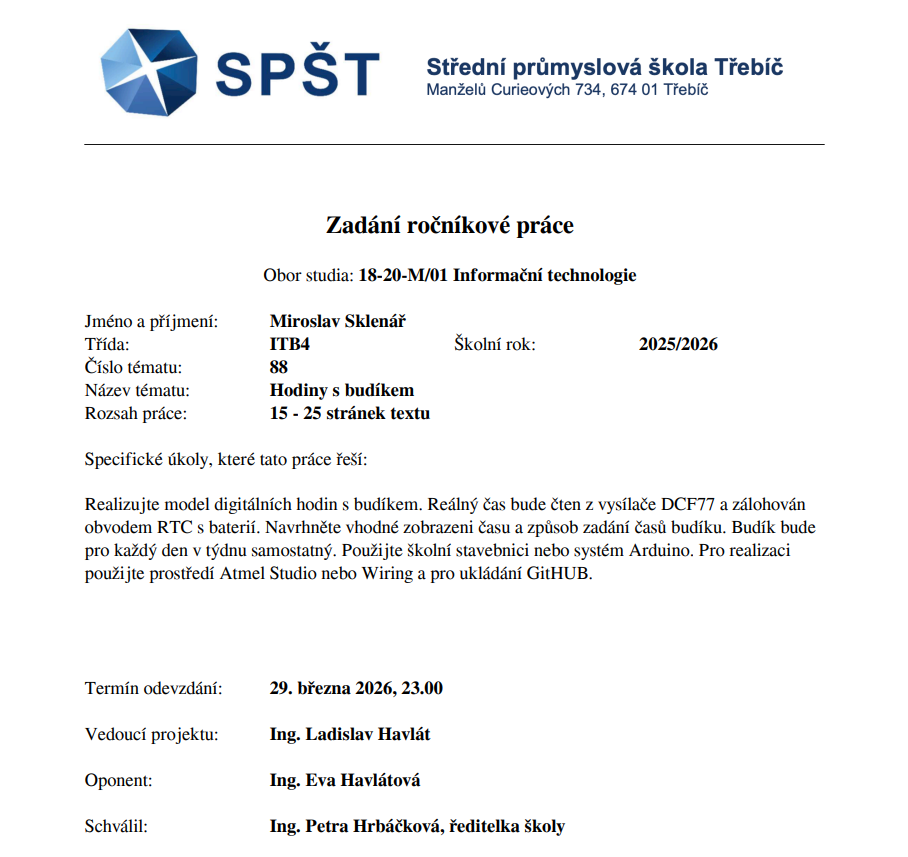 SPŠT
Střední průmyslová škola Třebíč
Manželů Curieových 734, 674 01 Třebíč
Zadání ročníkové práce
Obor studia: 18-20-M/01 Informační technologie
Jméno a příjmení: Miroslav Sklenář
Třída: ITB4 Školní rok: 2025/2026
Číslo tématu: 88
Název tématu: Hodiny s budíkem
Rozsah práce: 15 - 25 stránek textu
Specifické úkoly, které tato práce řeší:
Realizujte model digitálních hodin s budíkem. Reálný čas bude čten z vysílače DCF77 a zálohován
obvodem RTC s baterií. Navrhněte vhodné zobrazeni času a způsob zadání časů budíku. Budík bude
pro každý den v týdnu samostatný. Použijte školní stavebnici nebo systém Arduino. Pro realizaci
použijte prostředí Atmel Studio nebo Wiring a pro ukládání GitHUB.
Termín odevzdání: 29. března 2026, 23.00
Vedoucí projektu: Ing. Ladislav Havlát
Oponent: Ing. Eva Havlátová
Schválil: Ing. Petra Hrbáčková, ředitelka školy